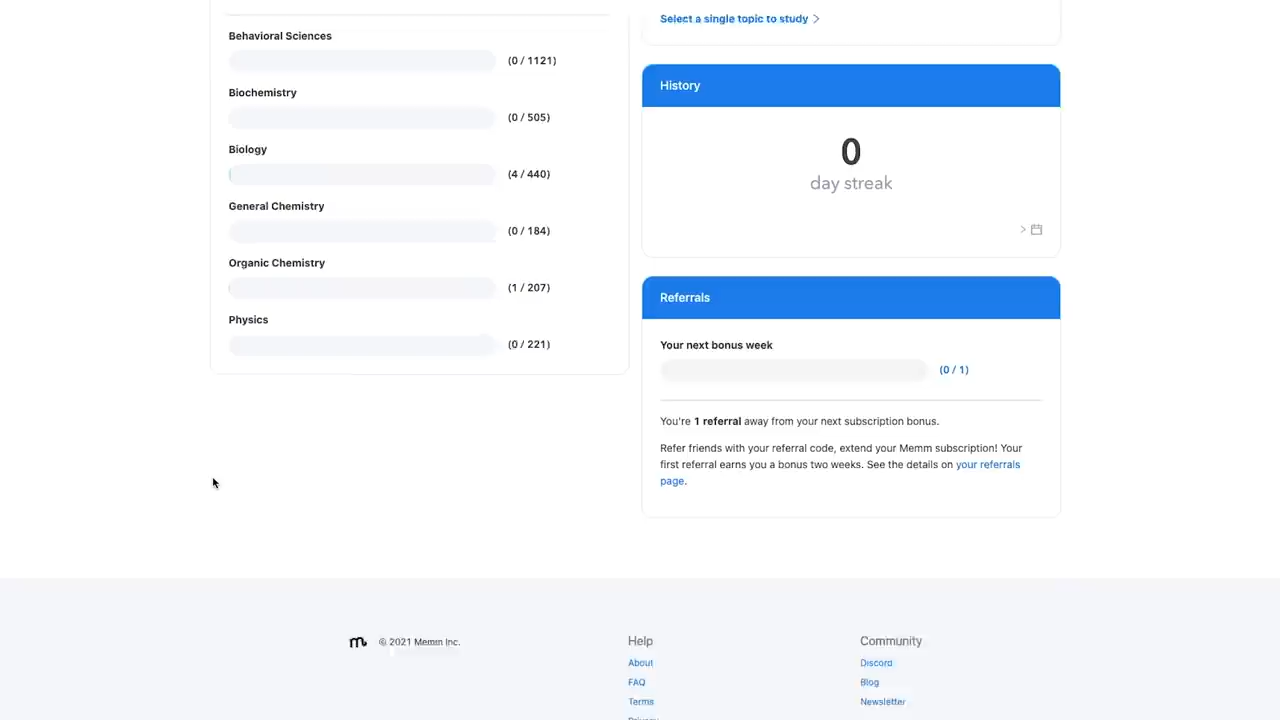 Behavioral Sciences
(0 / 1121)
Biochemistry
(0 / 505)
Biology
(4 / 440)
General Chemistry
(0 / 184)
Organic Chemistry
(1 / 207)
Physics
(0 / 221)
Select a single topic to study >
History
0
day streak
>
Referrals
Your next bonus week
(0 / 1)
You're 1 referral away from your next subscription bonus.
Refer friends with your referral code, extend your Memm subscription! Your
first referral earns you a bonus two weeks. See the details on your referrals
page.
m © 2021 Memm Inc.
Help
About
FAQ
Terms
Privacy
Community
Discord
Blog
Newsletter